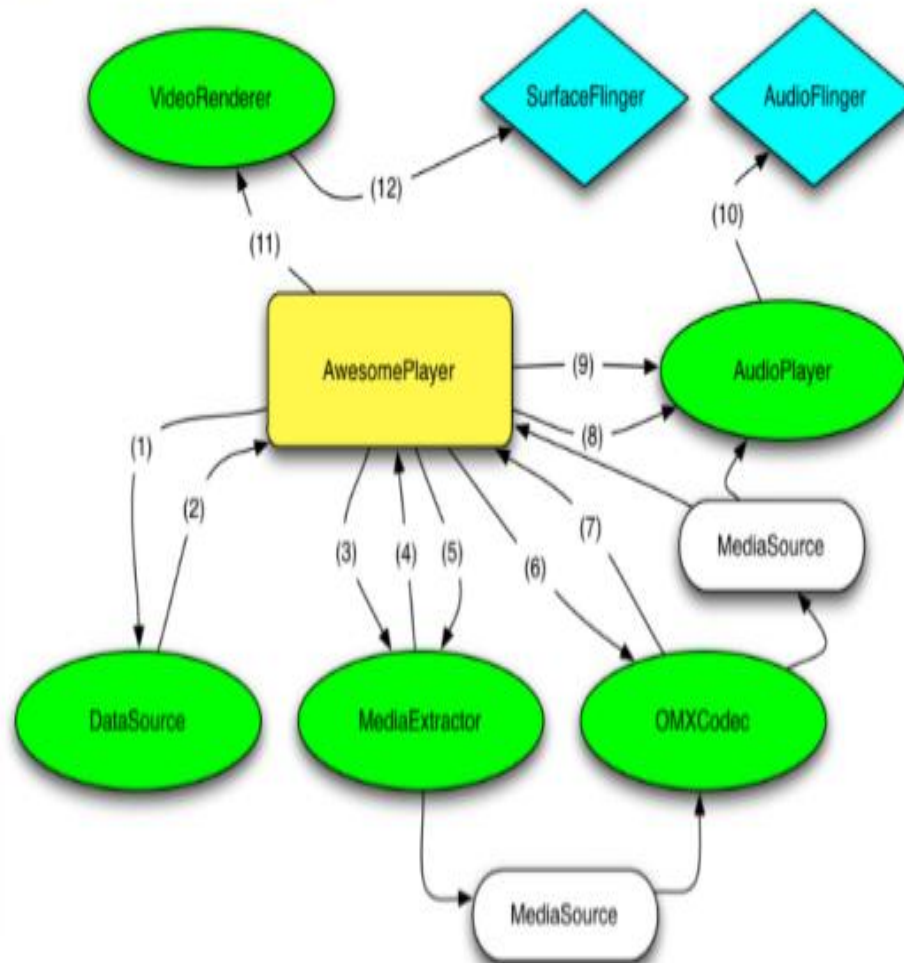 VideoRenderer
SurfaceFlinger
AudioFlinger
(12)
(10)
(11)
AwesomePlayer
(9)
AudioPlayer
(8)
(1)
(2)
(7)
(3)
(4)
(5)
(6)
MediaSource
DataSource
MediaExtractor
OMXCodec
MediaSource